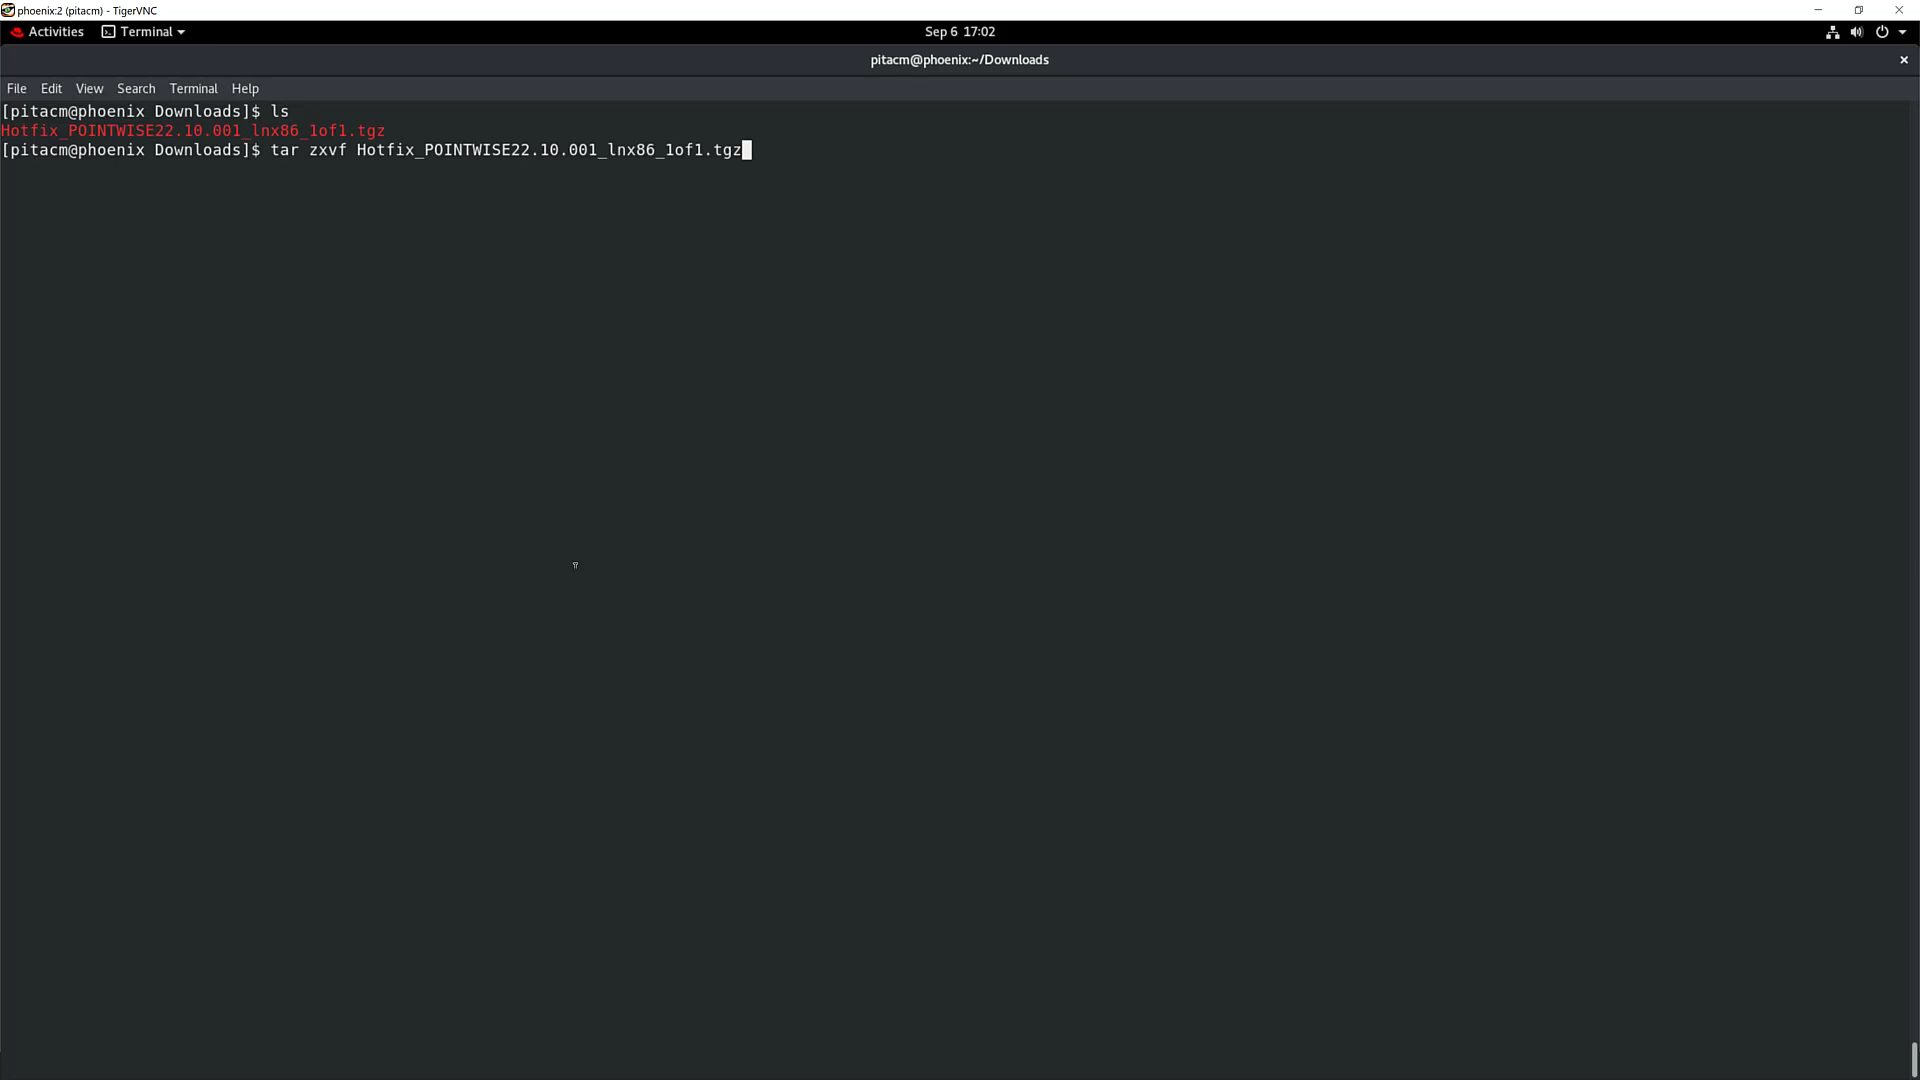 phoenix:2 (pitacm) - TigerVNC
Activities Terminal Sep 6 17:02
pitacm@phoenix:~/Downloads
File Edit View Search Terminal Help
[pitacm@phoenix Downloads]$ ls
Hotfix_POINTWISE22.10.001_lnx86_1of1.tgz
[pitacm@phoenix Downloads]$ tar zxvf Hotfix_POINTWISE22.10.001_lnx86_1of1.tgz